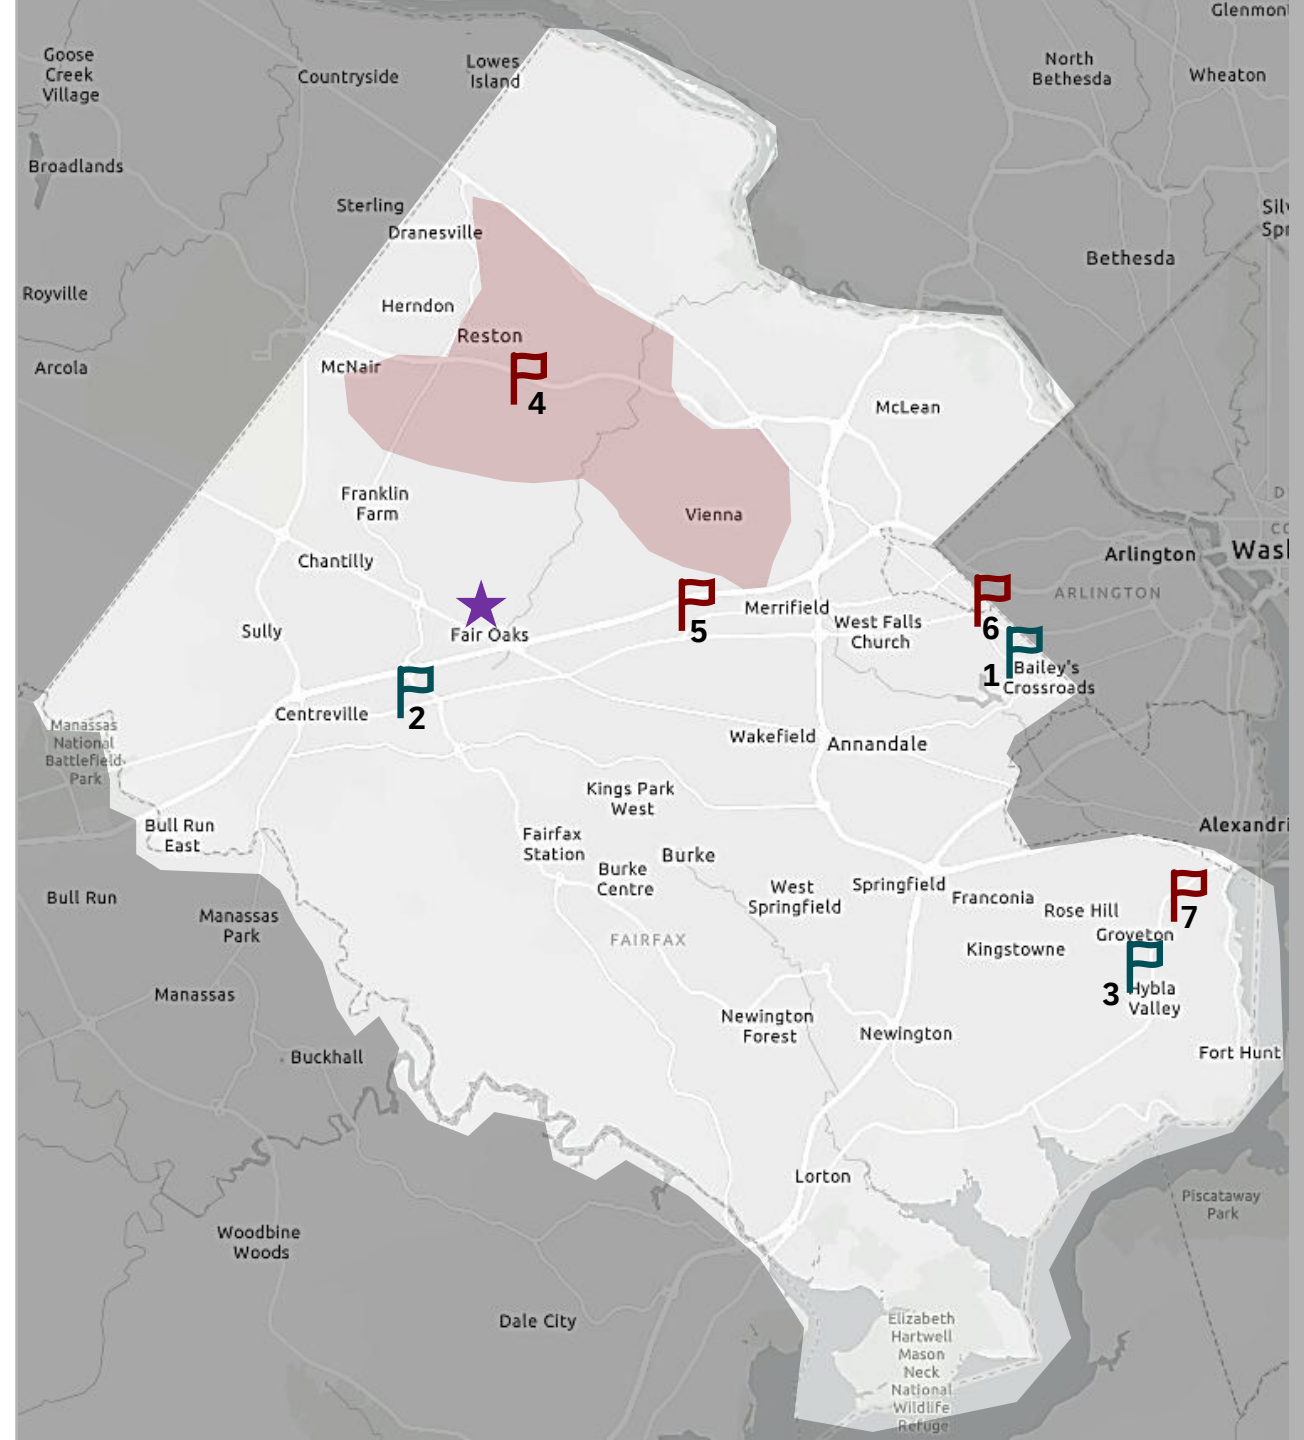 Glenmont
Goose
Creek
Village
Countryside
Lowes
Island
North
Bethesda
Wheaton
Broadlands
Sterling
Dranesville
Silv
Spr
Bethesda
Royville
Herndon
Reston
Arcola
McNair
4
McLean
Franklin
Farm
Vienna
D
CO
Chantilly
Arlington
Wash
ARLINGTON
Sully
Fair Oaks
5
Merrifield
West Falls
Church
6
1
Bailey's
Crossroads
Centreville
2
Manassas
National
Battlefield
Park
Wakefield
Annandale
Kings Park
West
Bull Run
East
Fairfax
Station
Burke
Burke
Centre
Alexandri
Bull Run
West
Springfield
Springfield
Franconia
Rose Hill
7
Manassas
Park
FAIRFAX
Kingstowne
Groveton
Manassas
3
Hybla
Valley
Newington
Forest
Newington
Buckhall
Fort Hunt
Lorton
Piscataway
Park
Woodbine
Woods
Dale City
Elizabeth
Hartwell
Mason
Neck
National
Wildlife
Refuge